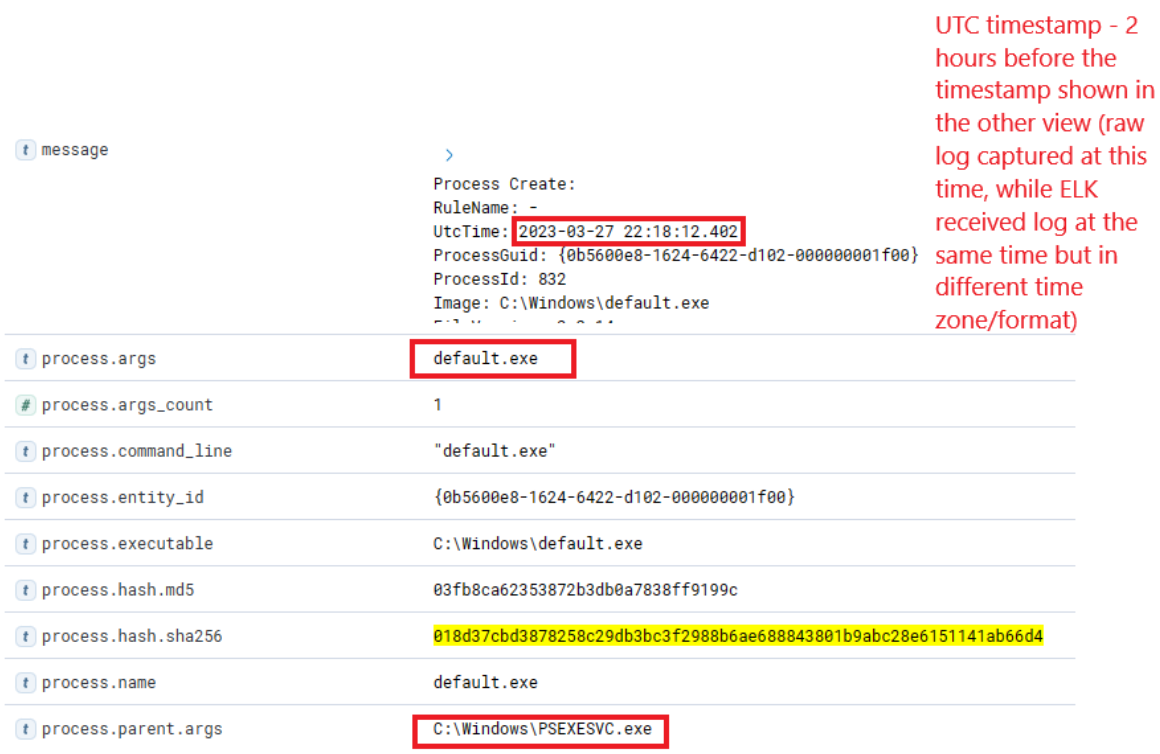 UTC timestamp - 2
hours before the
timestamp shown in
the other view (raw
log captured at this
time, while ELK
received log at the
same time but in
different time
zone/format)
t message
>
Process Create:
RuleName: -
UtcTime: 2023-03-27 22:18:12.402
ProcessGuid: {0b5600e8-1624-6422-d102-000000001f00}
ProcessId: 832
Image: C:\Windows\default.exe
t process.args default.exe
# process.args_count 1
t process.command_line "default.exe"
t process.entity_id {0b5600e8-1624-6422-d102-000000001f00}
t process.executable C:\Windows\default.exe
t process.hash.md5 03fb8ca62353872b3db0a7838ff9199c
t process.hash.sha256 018d37cbd3878258c29db3bc3f2988b6ae688843801b9abc28e6151141ab66d4
t process.name default.exe
t process.parent.args C:\Windows\PSEXESVC.exe